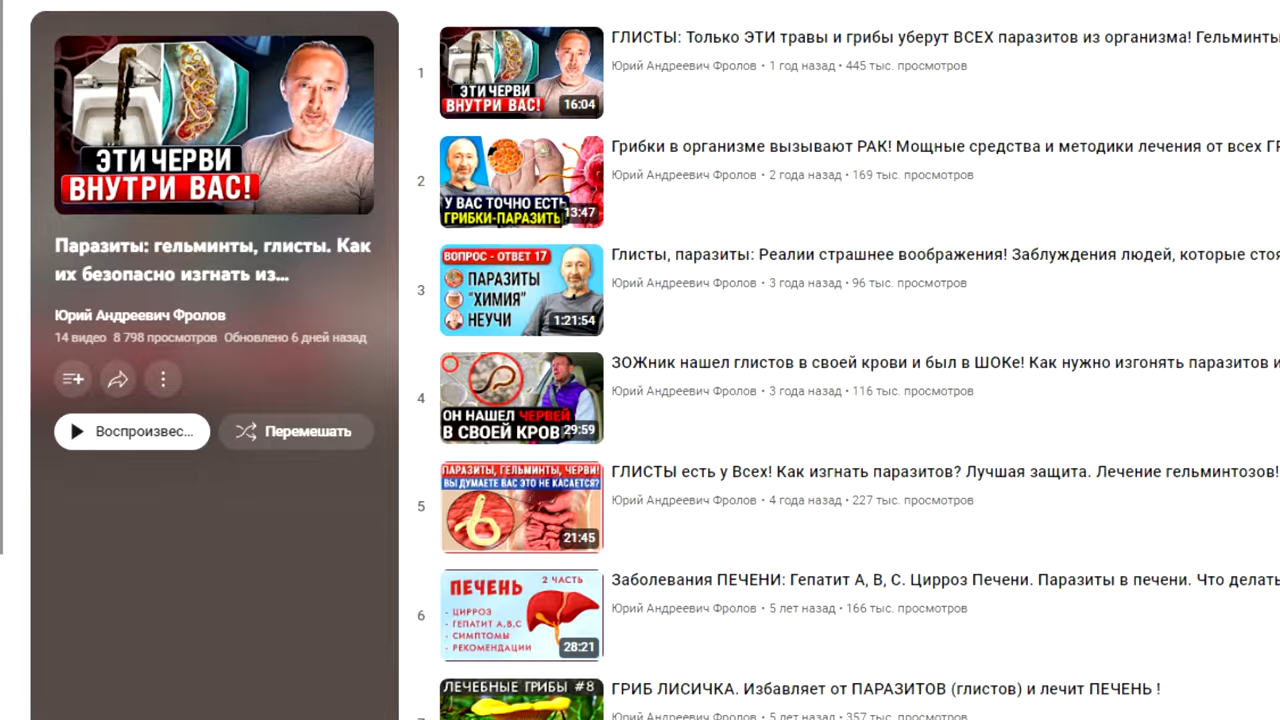 ЭТИ ЧЕРВИ
ВНУТРИ ВАС!
Паразиты: гельминты, глисты. Как
их безопасно изгнать из...
Юрий Андреевич Фролов
14 видео 8 798 просмотров Обновлено 6 дней назад
Воспроизвес...
Перемешать
1
ЭТИ ЧЕРВИ
ВНУТРИ ВАС!
16:04
ГЛИСТЫ: Только ЭТИ травы и грибы уберут ВСЕХ паразитов из организма! Гельминты
Юрий Андреевич Фролов • 1 год назад • 445 тыс. просмотров
2
У ВАС ТОЧНО ЕСТЬ
ГРИБКИ-ПАРАЗИТЫ
13:47
Грибки в организме вызывают РАК! Мощные средства и методики лечения от всех ГР
Юрий Андреевич Фролов • 2 года назад • 169 тыс. просмотров
3
ВОПРОС - ОТВЕТ 17
ПАРАЗИТЫ
"ХИМИЯ"
НЕУЧИ
1:21:54
Глисты, паразиты: Реалии страшнее воображения! Заблуждения людей, которые стоя
Юрий Андреевич Фролов • 3 года назад • 96 тыс. просмотров
4
ОН НАШЕЛ ЧЕРВЕЙ
В СВОЕЙ КРОВ
29:59
ЗОЖник нашел глистов в своей крови и был в ШОКе! Как нужно изгонять паразитов и
Юрий Андреевич Фролов • 3 года назад • 116 тыс. просмотров
5
ПАРАЗИТЫ, ГЕЛЬМИНТЫ, ЧЕРВИ!
ВЫ ДУМАЕТЕ ВАС ЭТО НЕ КАСАЕТСЯ?
21:45
ГЛИСТЫ есть у Всех! Как изгнать паразитов? Лучшая защита. Лечение гельминтозов!
Юрий Андреевич Фролов • 4 года назад • 227 тыс. просмотров
6
2 ЧАСТЬ
ПЕЧЕНЬ
- ЦИРРОЗ
- ГЕПАТИТ А,В,С
- СИМПТОМЫ
- РЕКОМЕНДАЦИИ
28:21
Заболевания ПЕЧЕНИ: Гепатит А, В, С. Цирроз Печени. Паразиты в печени. Что делать
Юрий Андреевич Фролов • 5 лет назад • 166 тыс. просмотров
ЛЕЧЕБНЫЕ ГРИБЫ #8
ГРИБ ЛИСИЧКА. Избавляет от ПАРАЗИТОВ (глистов) и лечит ПЕЧЕНЬ !
Юрий Андреевич Фролов • 5 лет назад • 357 тыс. просмотров